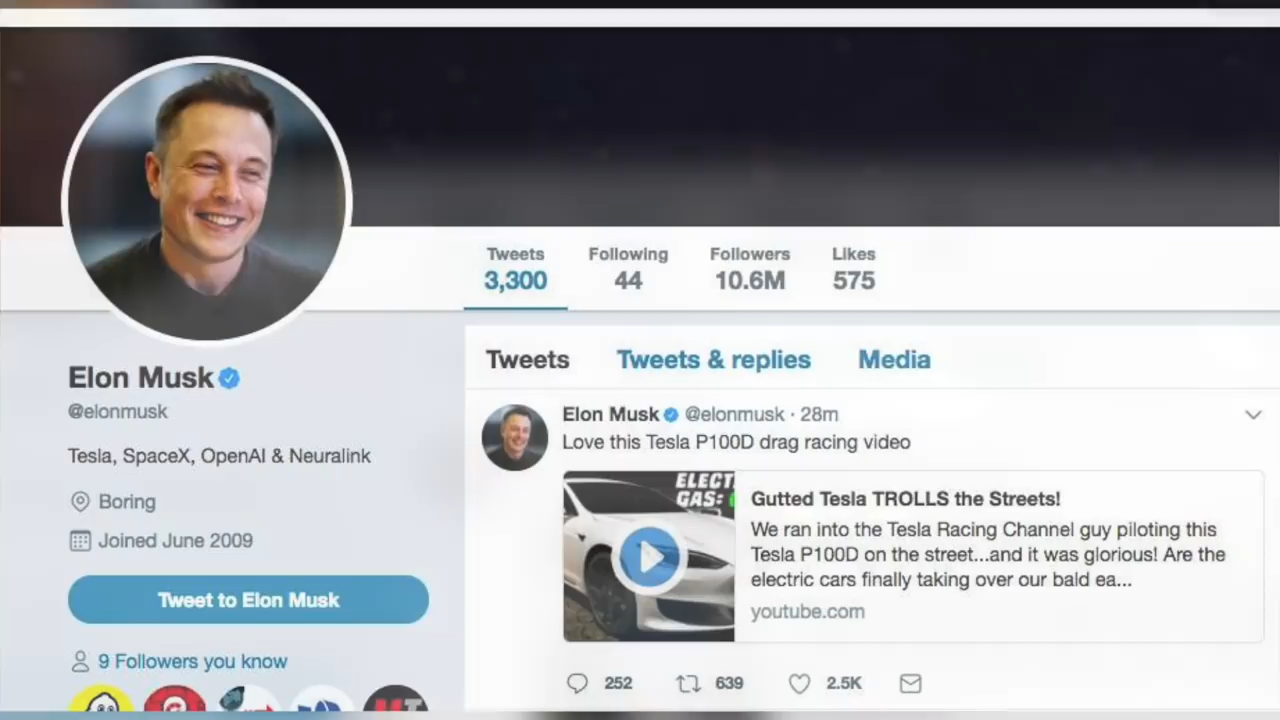 Tweets Following Followers Likes
3,300 44 10.6M 575
Elon Musk
@elonmusk
Tesla, SpaceX, OpenAI & Neuralink
Boring
Joined June 2009
Tweet to Elon Musk
9 Followers you know
Tweets Tweets & replies Media
Elon Musk @elonmusk · 28m
Love this Tesla P100D drag racing video
GAS:
Gutted Tesla TROLLS the Streets!
We ran into the Tesla Racing Channel guy piloting this
Tesla P100D on the street...and it was glorious! Are the
electric cars finally taking over our bald ea...
youtube.com
252 639 2.5K